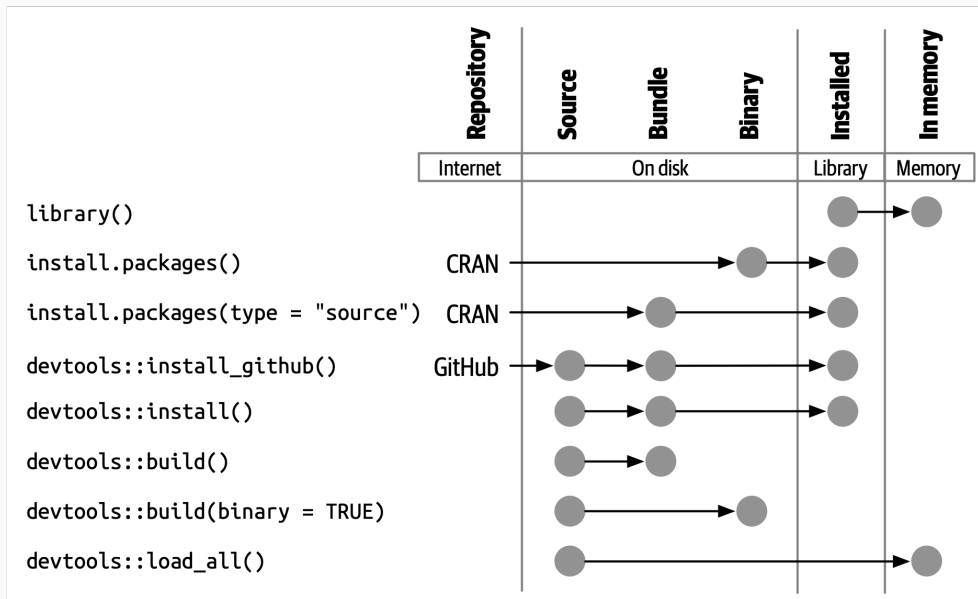 Repository
Source
Bundle
Binary
Installed
In memory
Internet On disk Library Memory
library()
install.packages() CRAN
install.packages(type = "source") CRAN
devtools::install_github() GitHub
devtools::install()
devtools::build()
devtools::build(binary = TRUE)
devtools::load_all()